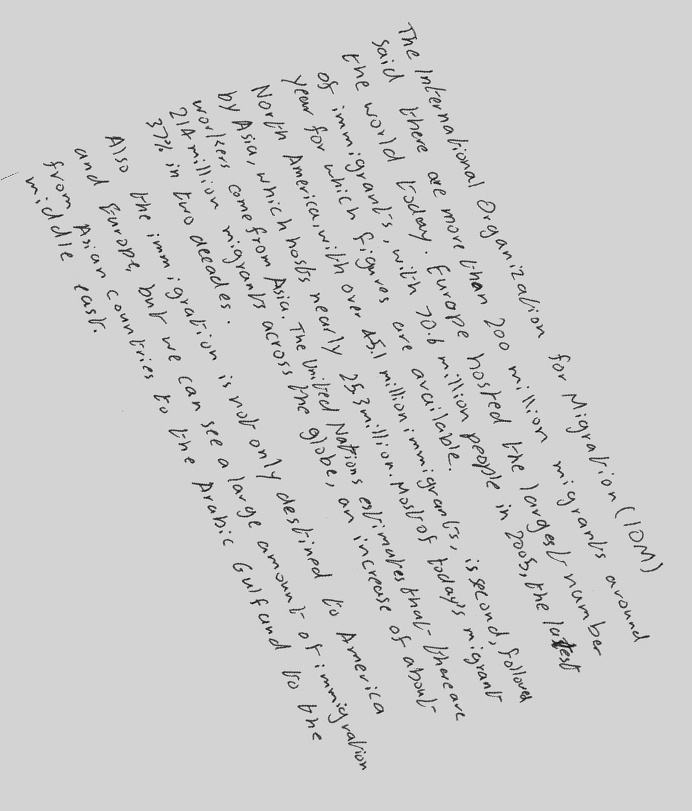 The International Organization for Migration (IOM)
said there are more than 200 million migrants around
the world today. Europe hosted the largest number
of immigrants, with 70.6 million people in 2005, the latest
year for which figures are available.
North America, with over 45.1 million immigrants, is second, followed
by Asia, which hosts nearly 25.3 million. Most of today's migrant
workers come from Asia. The United Nations estimates that there are
214 million migrants across the globe, an increase of about
37% in two decades.
Also the immigration is not only destined to America
and Europe, but we can see a large amount of immigration
from Asian countries to the Arabic Gulf and to the
middle east.